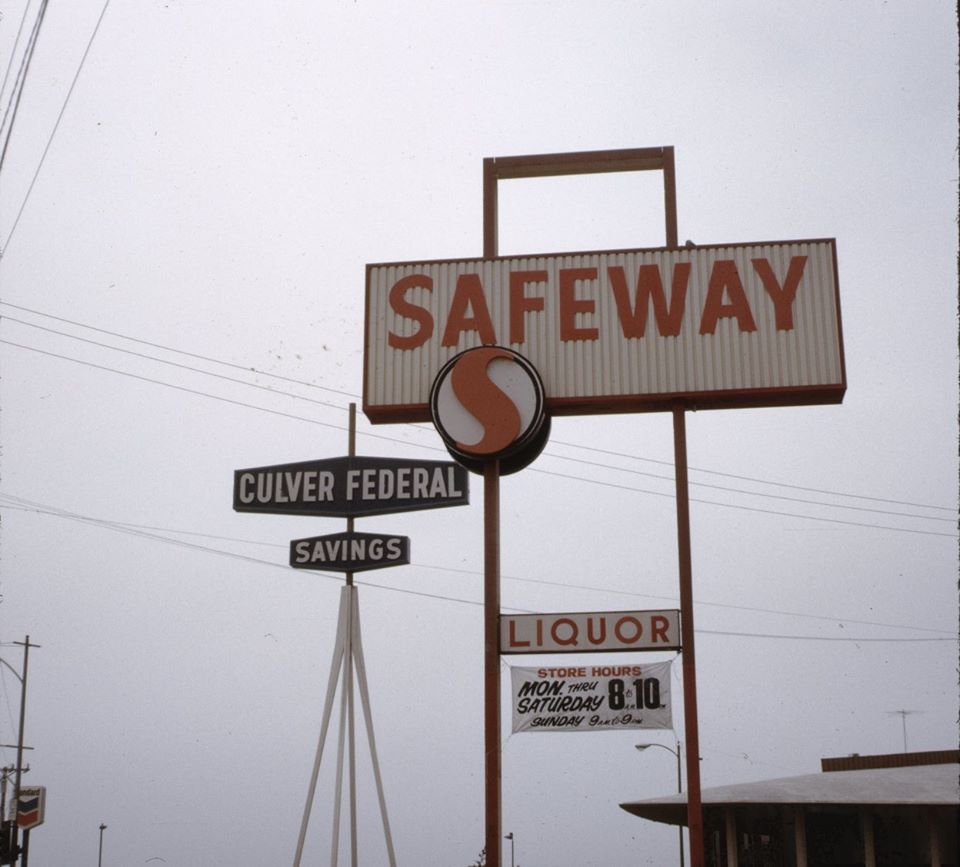 SAFEWAY
S
CULVER FEDERAL
SAVINGS
LIQUOR
STORE HOURS
MON. THRU
SATURDAY 8 A.M. to 10 P.M.
SUNDAY 9 A.M. to 9 P.M.